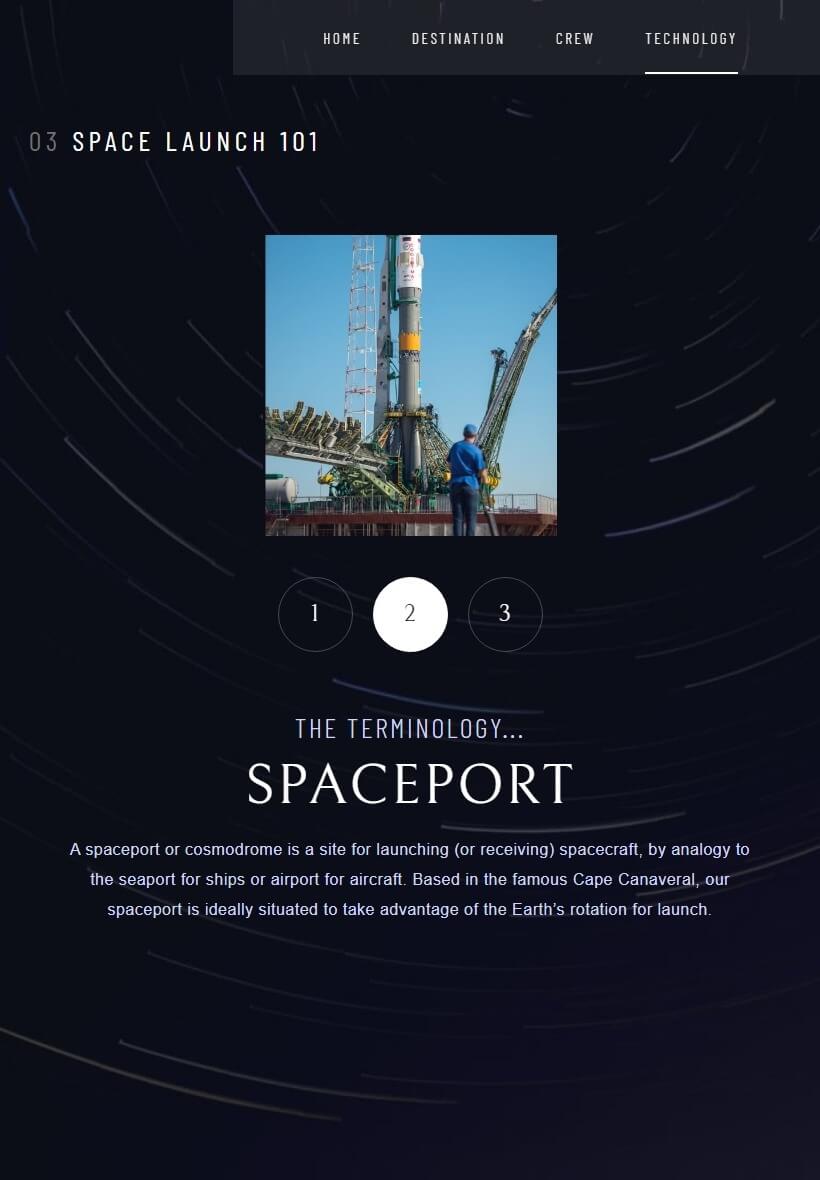 HOME DESTINATION CREW TECHNOLOGY
03 SPACE LAUNCH 101
1 2 3
THE TERMINOLOGY...
SPACEPORT
A spaceport or cosmodrome is a site for launching (or receiving) spacecraft, by analogy to
the seaport for ships or airport for aircraft. Based in the famous Cape Canaveral, our
spaceport is ideally situated to take advantage of the Earth’s rotation for launch.